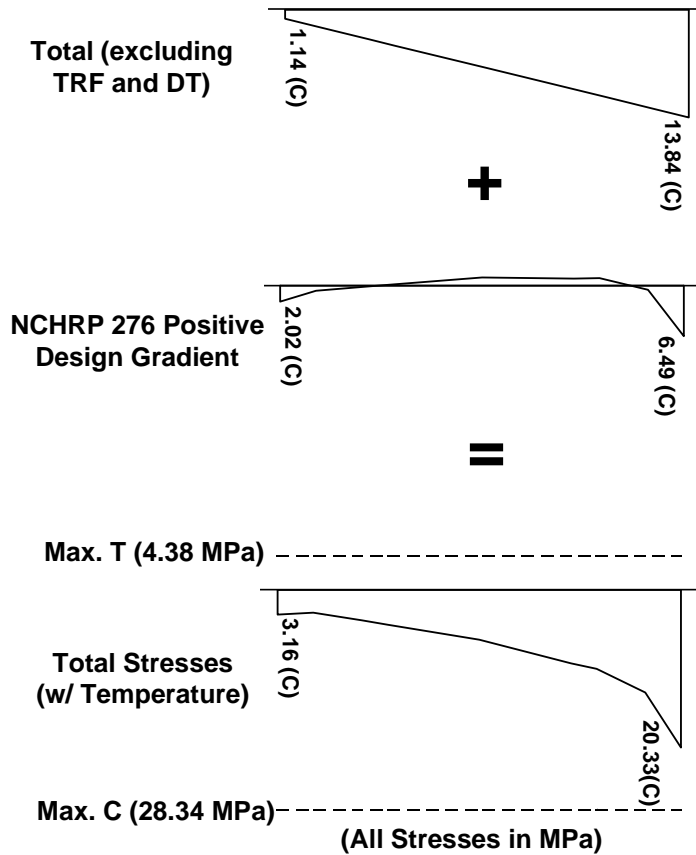 Total (excluding
TRF and DT)
1.14 (C)
13.84 (C)
+
NCHRP 276 Positive
Design Gradient
2.02 (C)
6.49 (C)
=
Max. T (4.38 MPa)
Total Stresses
(w/ Temperature)
3.16 (C)
20.33(C)
Max. C (28.34 MPa)
(All Stresses in MPa)